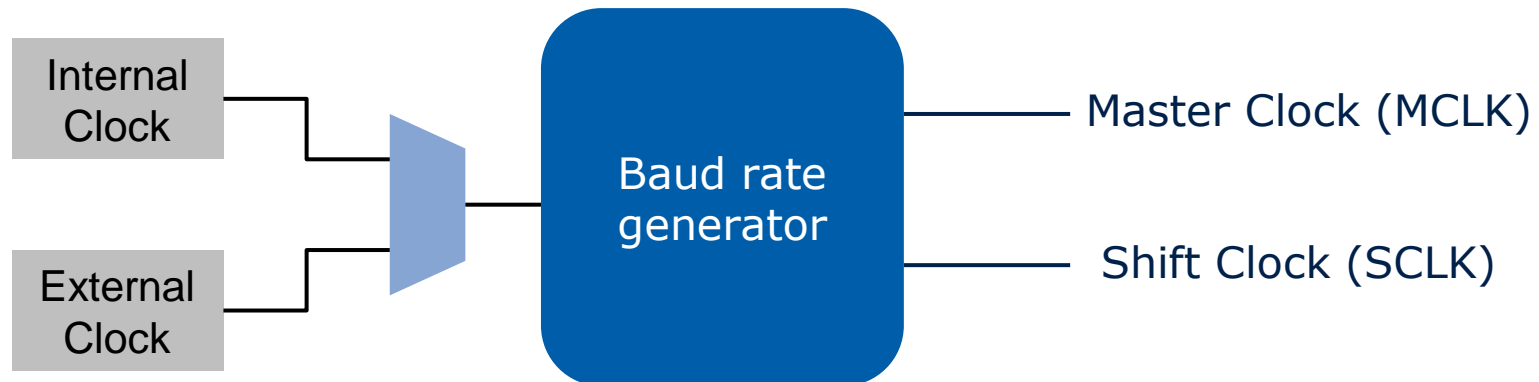 Internal
Clock
External
Clock
Baud rate
generator
Master Clock (MCLK)
Shift Clock (SCLK)